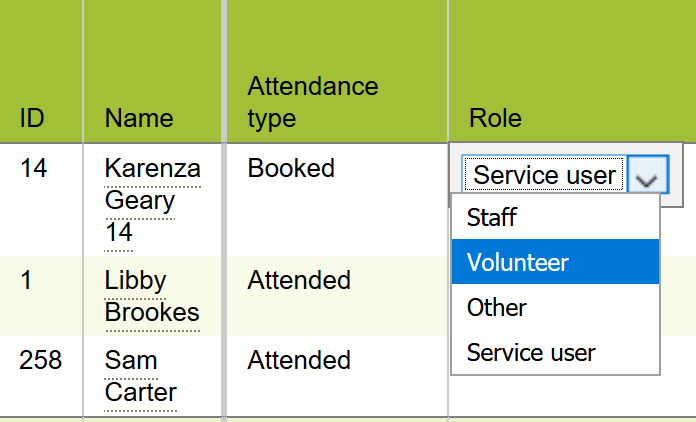 ID Name Attendance type Role
14 Karenza Geary 14 Booked Service user
Staff
Volunteer
Other
Service user
1 Libby Brookes Attended
258 Sam Carter Attended